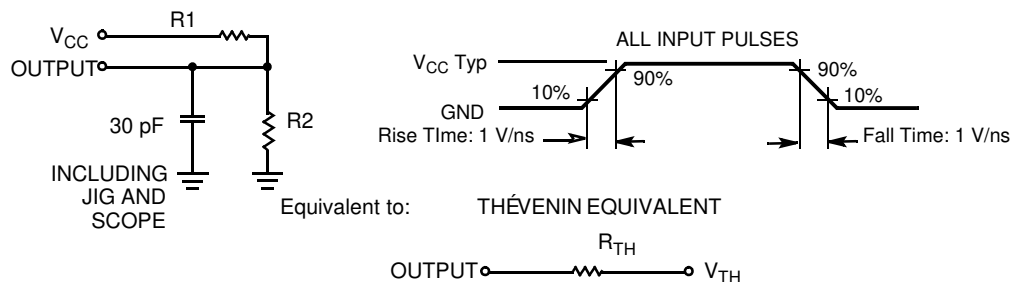 R1
V_CC
OUTPUT
30 pF
R2
INCLUDING
JIG AND
SCOPE
ALL INPUT PULSES
V_CC Typ
GND
10%
90%
90%
10%
Rise TIme: 1 V/ns
Fall Time: 1 V/ns
Equivalent to: THÉVENIN EQUIVALENT
R_TH
OUTPUT
V_TH